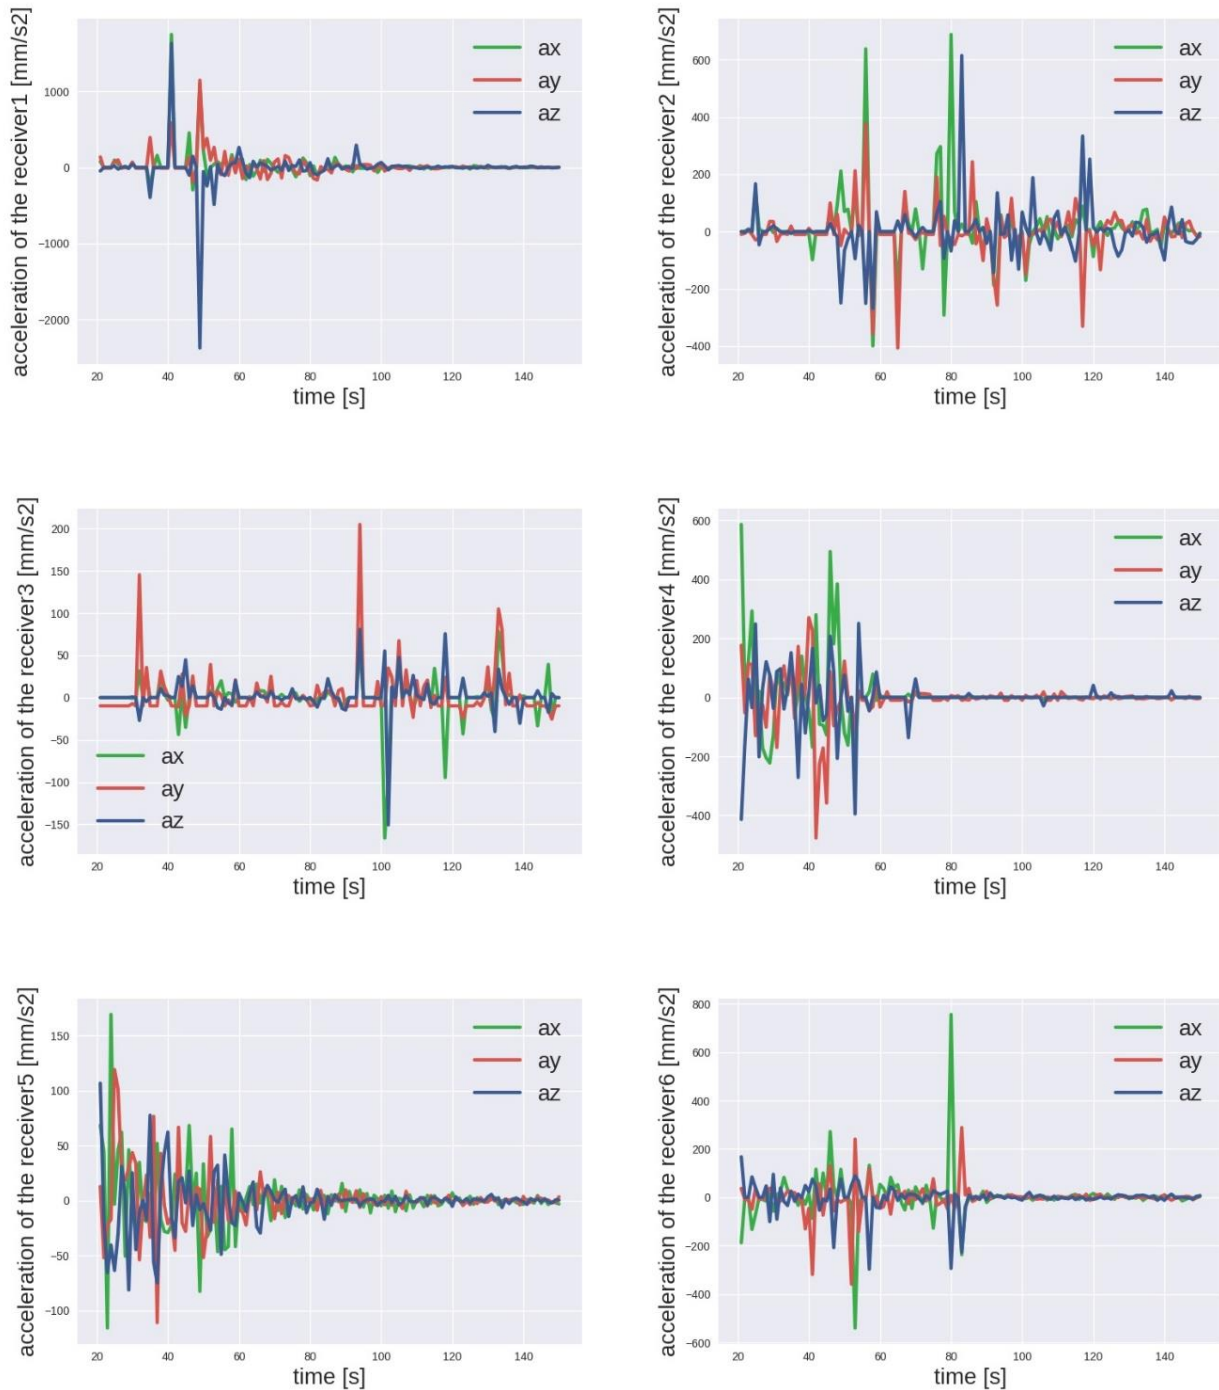 acceleration of the receiver1 [mm/s2]
1000
0
−1000
−2000
ax
ay
az
20 40 60 80 100 120 140
time [s]
acceleration of the receiver2 [mm/s2]
600
400
200
0
−200
−400
ax
ay
az
20 40 60 80 100 120 140
time [s]
acceleration of the receiver3 [mm/s2]
200
150
100
50
0
−50
−100
−150
ax
ay
az
20 40 60 80 100 120 140
time [s]
acceleration of the receiver4 [mm/s2]
600
400
200
0
−200
−400
ax
ay
az
20 40 60 80 100 120 140
time [s]
acceleration of the receiver5 [mm/s2]
150
100
50
0
−50
−100
ax
ay
az
20 40 60 80 100 120 140
time [s]
acceleration of the receiver6 [mm/s2]
800
600
400
200
0
−200
−400
−600
ax
ay
az
20 40 60 80 100 120 140
time [s]